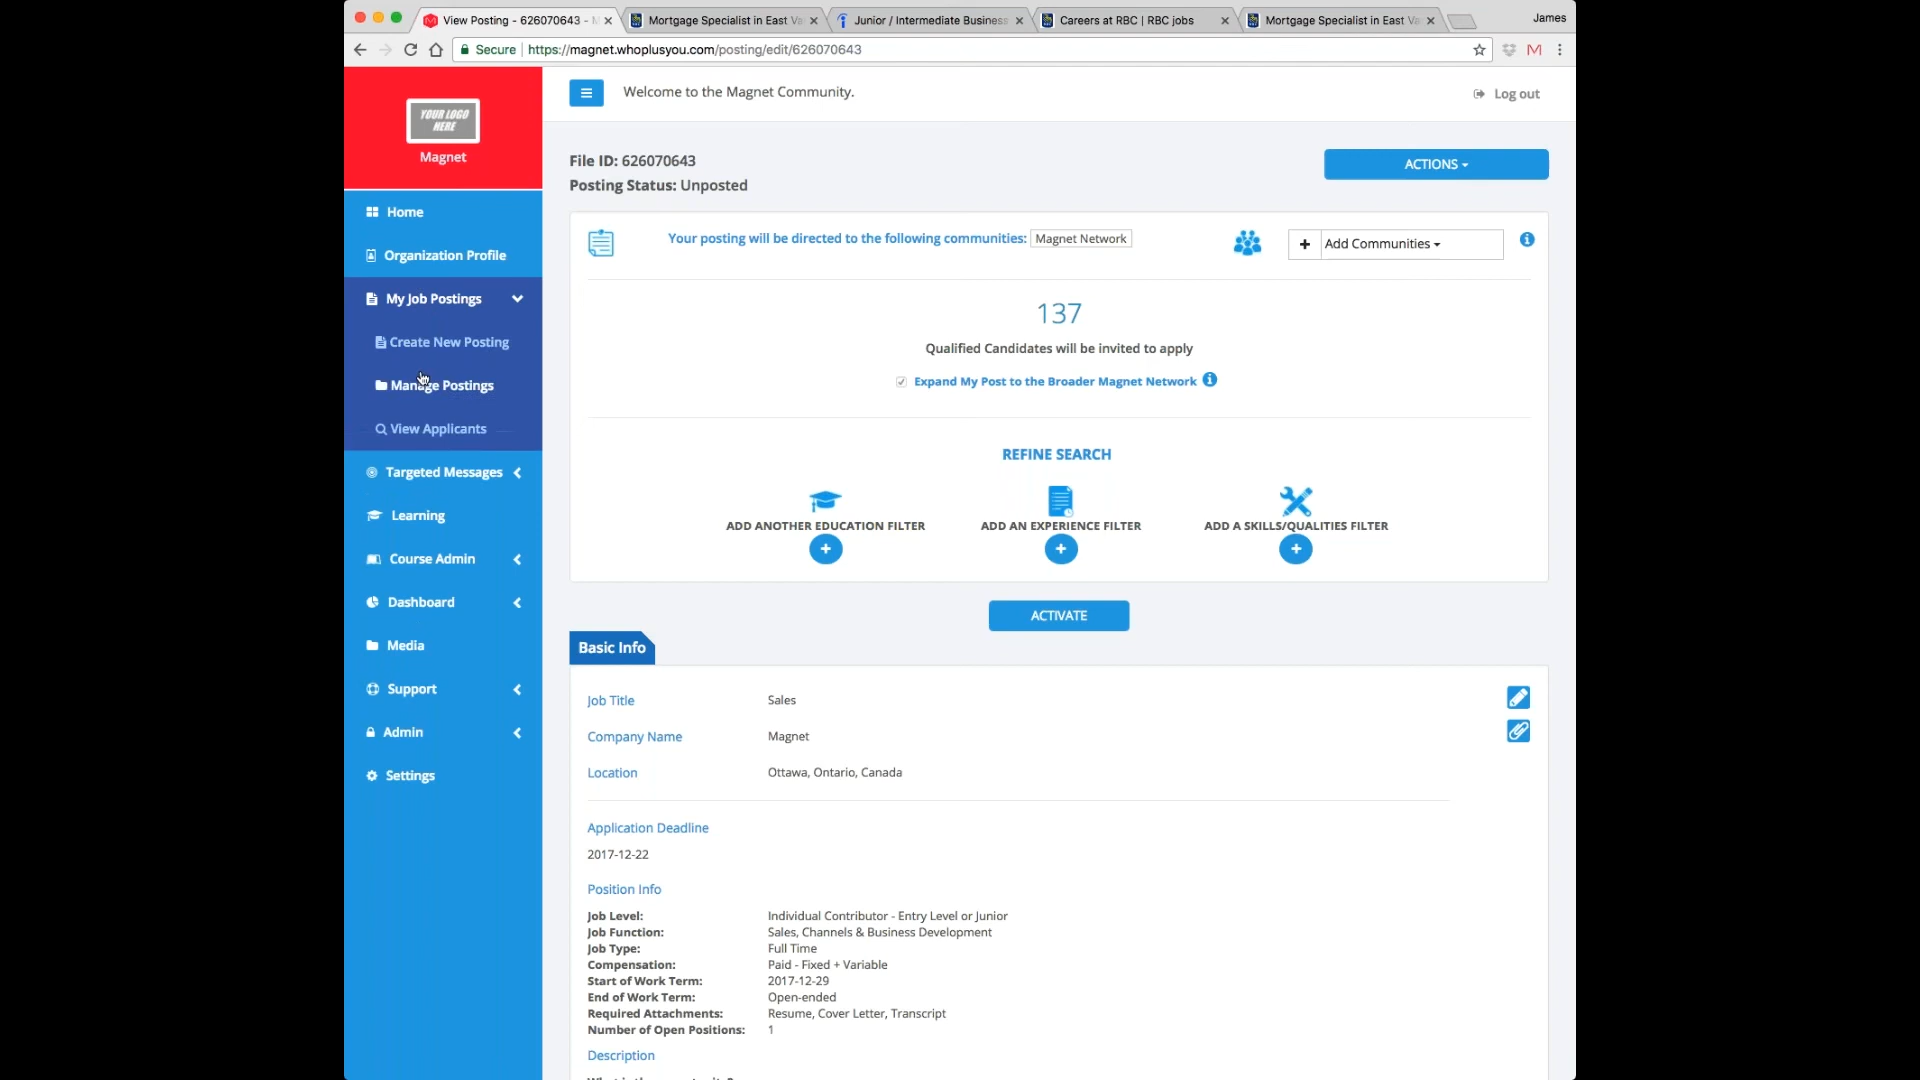 View Posting - 626070643 - M
Mortgage Specialist in East Va
Junior / Intermediate Business
Careers at RBC | RBC jobs
Mortgage Specialist in East Va
James
Secure | https://magnet.whoplusyou.com/posting/edit/626070643
YOUR LOGO
HERE
Magnet
Welcome to the Magnet Community.
Log out
Home
Organization Profile
My Job Postings
Create New Posting
Manage Postings
View Applicants
Targeted Messages
Learning
Course Admin
Dashboard
Media
Support
Admin
Settings
File ID: 626070643
Posting Status: Unposted
ACTIONS
Your posting will be directed to the following communities: Magnet Network
Add Communities
137
Qualified Candidates will be invited to apply
Expand My Post to the Broader Magnet Network
REFINE SEARCH
ADD ANOTHER EDUCATION FILTER
ADD AN EXPERIENCE FILTER
ADD A SKILLS/QUALITIES FILTER
ACTIVATE
Basic Info
Job Title Sales
Company Name Magnet
Location Ottawa, Ontario, Canada
Application Deadline
2017-12-22
Position Info
Job Level: Individual Contributor - Entry Level or Junior
Job Function: Sales, Channels & Business Development
Job Type: Full Time
Compensation: Paid - Fixed + Variable
Start of Work Term: 2017-12-29
End of Work Term: Open-ended
Required Attachments: Resume, Cover Letter, Transcript
Number of Open Positions: 1
Description